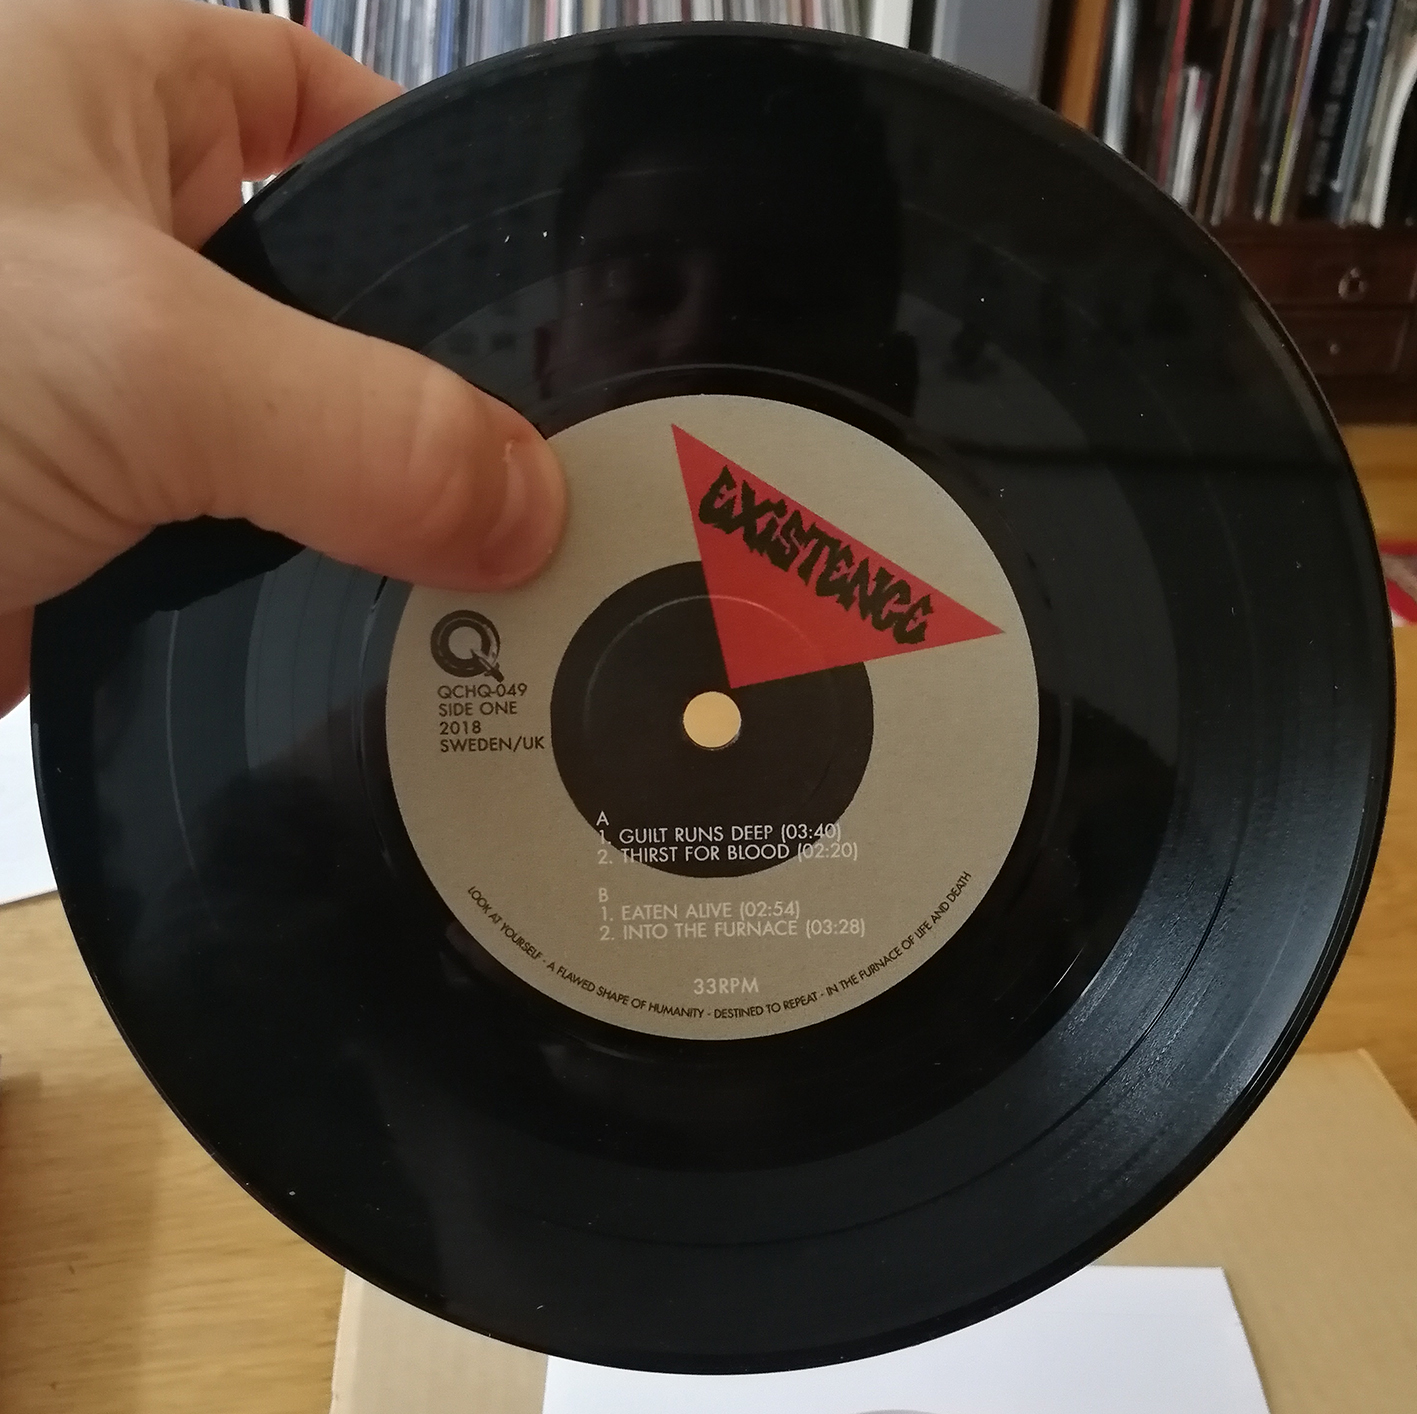 EXISTENCE
Q
QCHQ-049
SIDE ONE
2018
SWEDEN/UK
A
1. GUILT RUNS DEEP (03:40)
2. THIRST FOR BLOOD (02:20)
B
1. EATEN ALIVE (02:54)
2. INTO THE FURNACE (03:28)
33RPM
LOOK AT YOURSELF - A FLAWED SHAPE OF HUMANITY - DESTINED TO REPEAT - IN THE FURNACE OF LIFE AND DEATH